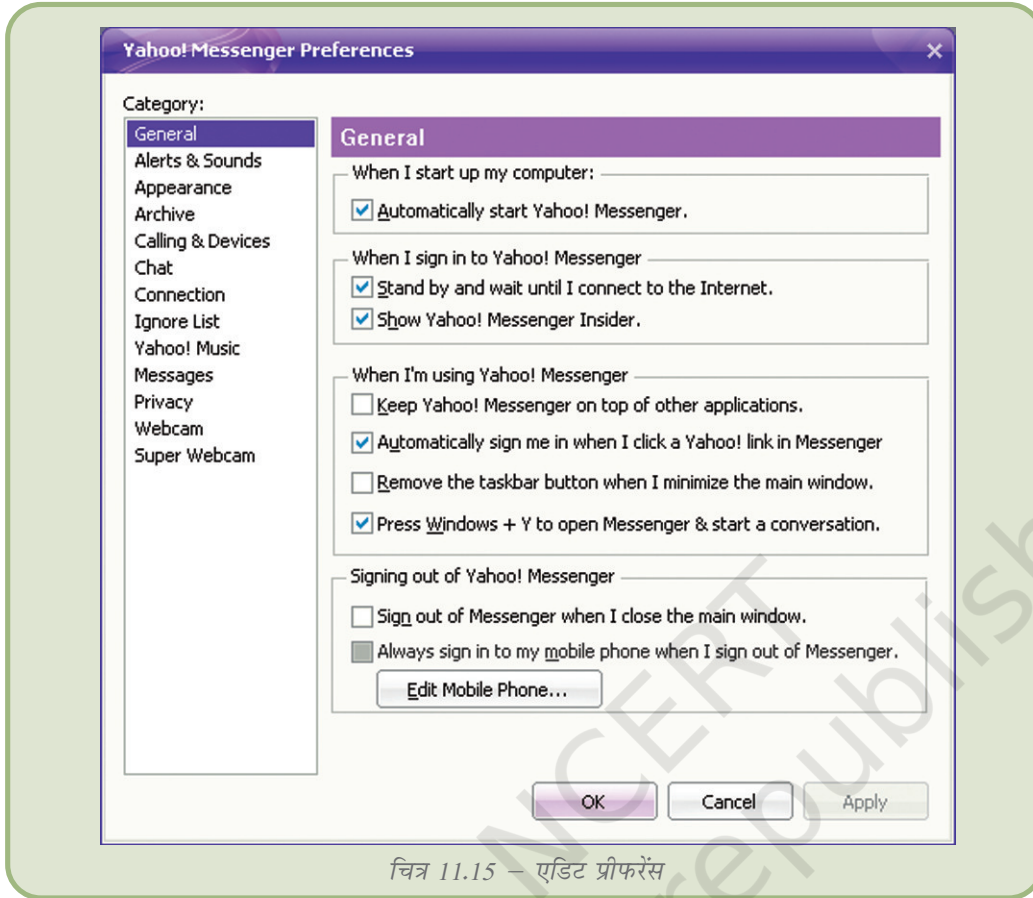 Yahoo! Messenger Preferences
Category:
General
Alerts & Sounds
Appearance
Archive
Calling & Devices
Chat
Connection
Ignore List
Yahoo! Music
Messages
Privacy
Webcam
Super Webcam
General
When I start up my computer:
Automatically start Yahoo! Messenger.
When I sign in to Yahoo! Messenger
Stand by and wait until I connect to the Internet.
Show Yahoo! Messenger Insider.
When I'm using Yahoo! Messenger
Keep Yahoo! Messenger on top of other applications.
Automatically sign me in when I click a Yahoo! link in Messenger
Remove the taskbar button when I minimize the main window.
Press Windows + Y to open Messenger & start a conversation.
Signing out of Yahoo! Messenger
Sign out of Messenger when I close the main window.
Always sign in to my mobile phone when I sign out of Messenger.
Edit Mobile Phone...
OK Cancel Apply
चित्र 11.15 – एडिट प्रीफरेंस
NCERT